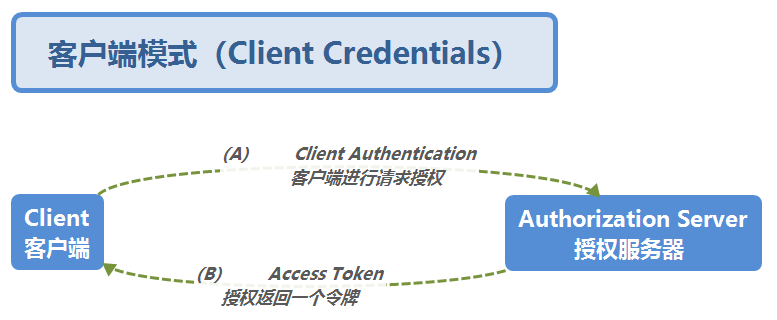 客户端模式（Client Credentials）
(A) Client Authentication
客户端进行请求授权
Client
客户端
Authorization Server
授权服务器
(B) Access Token
授权返回一个令牌